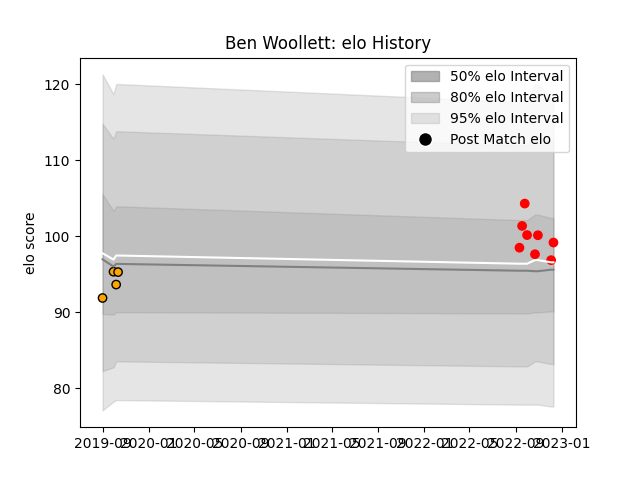 Ben Woollett: elo History
50% elo Interval
80% elo Interval
95% elo Interval
Post Match elo
elo score
120
110
100
90
80
2019-09 2020-01 2020-05 2020-09 2021-01 2021-05 2021-09 2022-01 2022-05 2022-09 2023-01